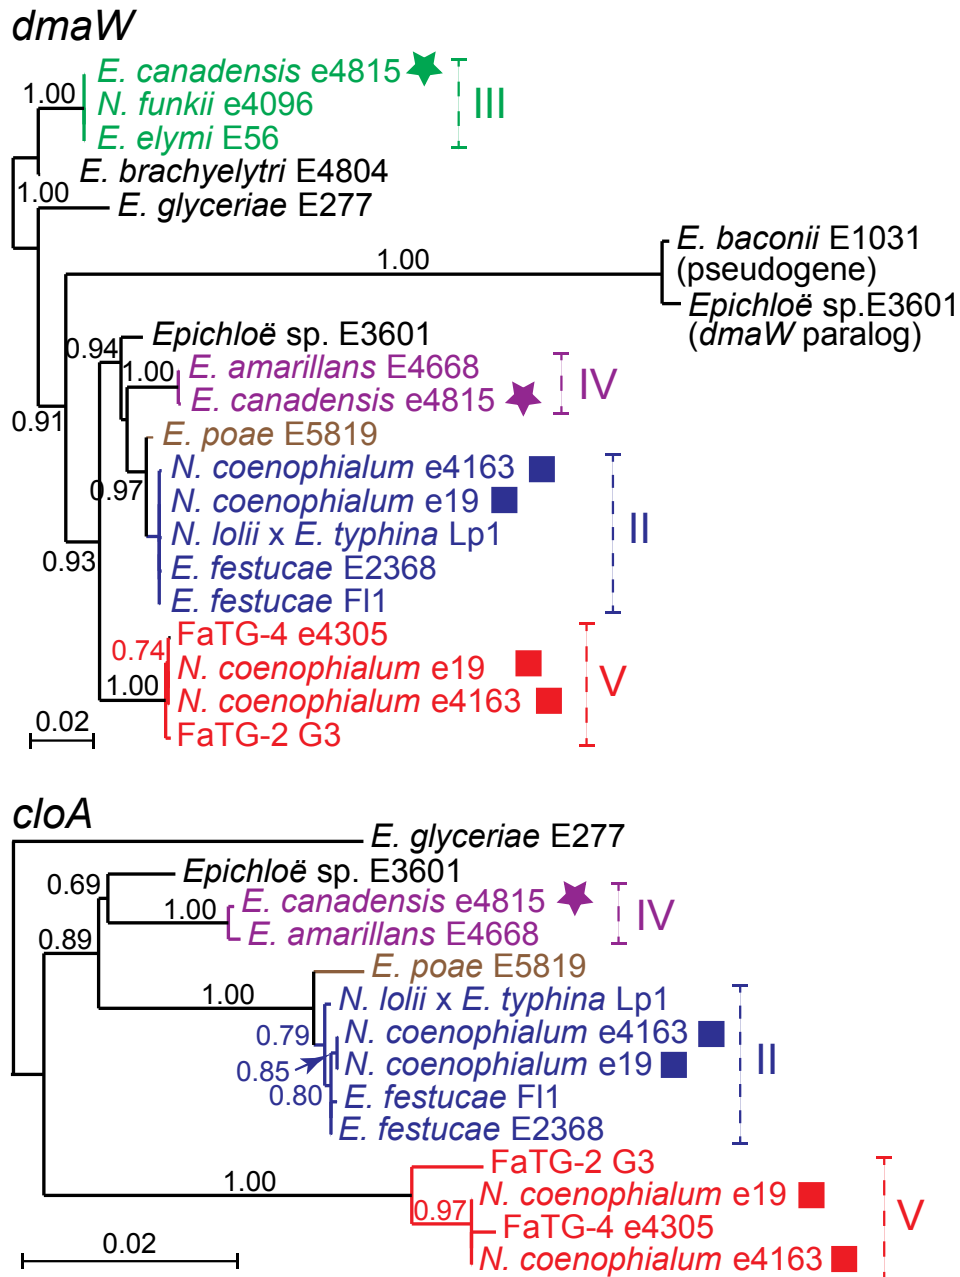 dmaW
E. canadensis e4815
1.00
N. funkii e4096
III
E. elymi E56
E. brachyelytri E4804
1.00
E. glyceriae E277
E. baconii E1031
1.00
(pseudogene)
Epichloë sp.E3601
(dmaW paralog)
Epichloë sp. E3601
0.94
1.00
E. amarillans E4668
IV
E. canadensis e4815
0.91
E. poae E5819
N. coenophialum e4163
0.97
N. coenophialum e19
N. lolii x E. typhina Lp1
II
0.93
E. festucae E2368
E. festucae Fl1
FaTG-4 e4305
0.74
N. coenophialum e19
1.00
V
N. coenophialum e4163
0.02
FaTG-2 G3
cloA
E. glyceriae E277
Epichloë sp. E3601
0.69
E. canadensis e4815
1.00
IV
E. amarillans E4668
0.89
E. poae E5819
1.00
N. lolii x E. typhina Lp1
0.79
N. coenophialum e4163
II
N. coenophialum e19
0.85
0.80
E. festucae Fl1
E. festucae E2368
FaTG-2 G3
1.00
N. coenophialum e19
0.97
V
FaTG-4 e4305
0.02
N. coenophialum e4163